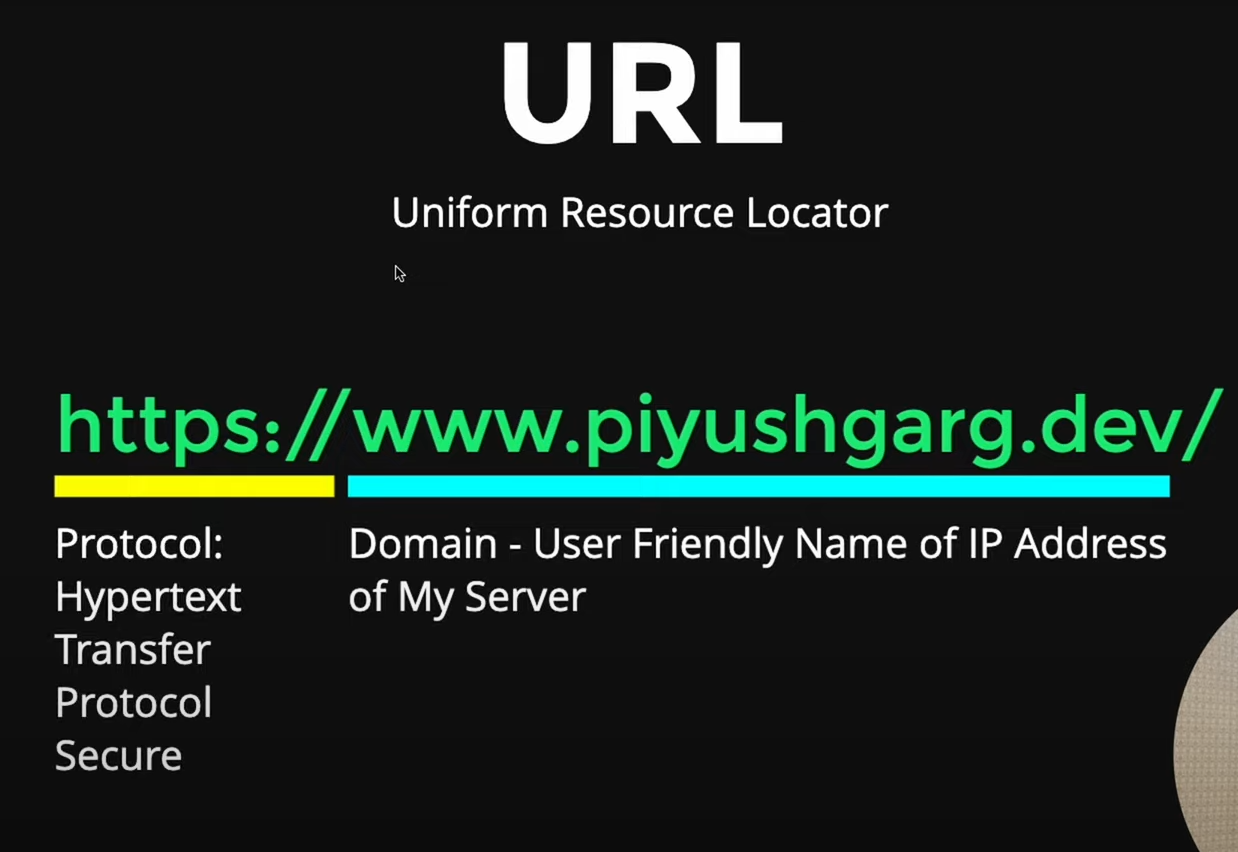 URL
Uniform Resource Locator
https://www.piyushgarg.dev/
Protocol:
Hypertext
Transfer
Protocol
Secure
Domain - User Friendly Name of IP Address
of My Server